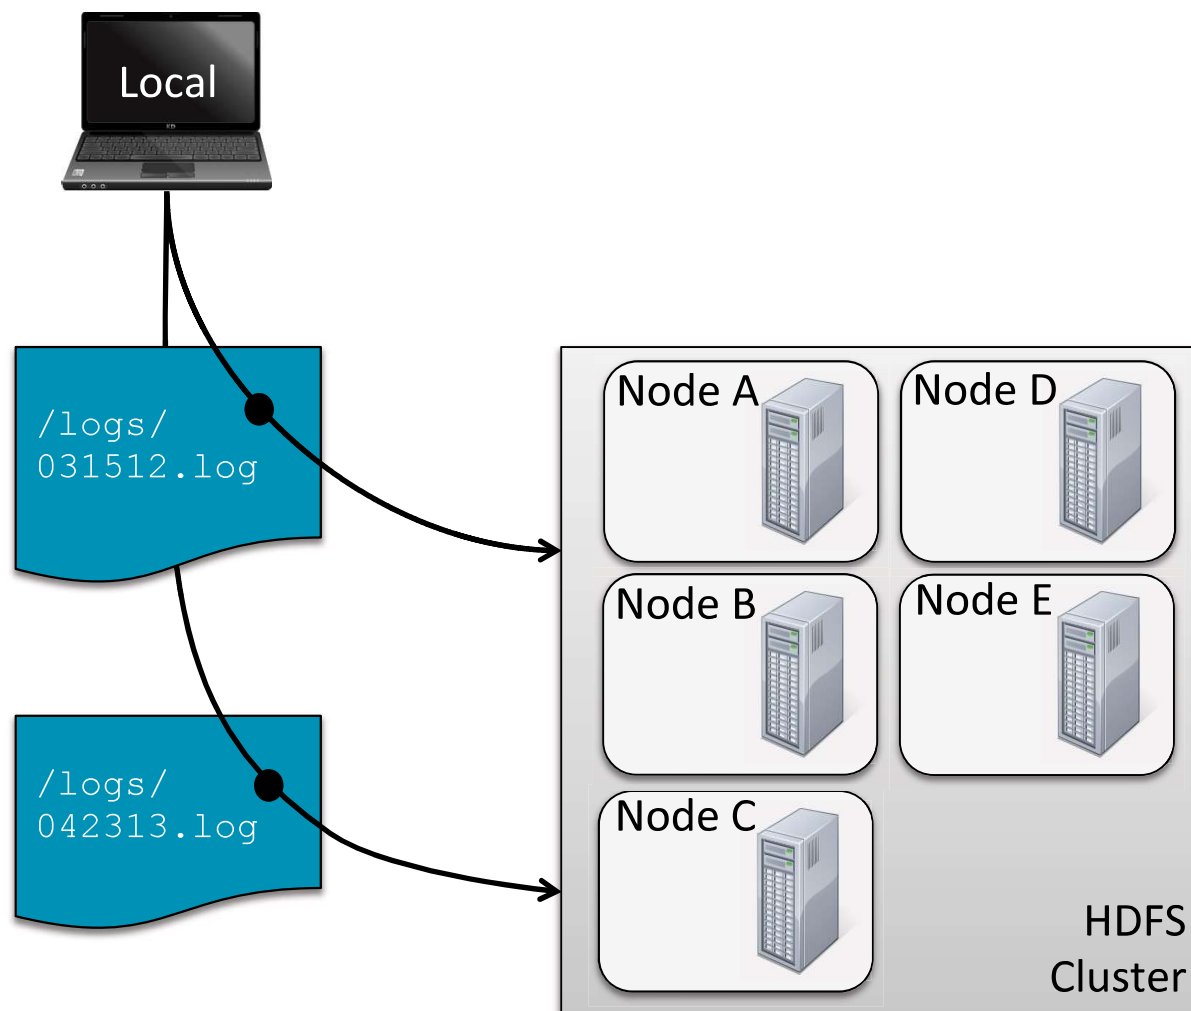 Local
/logs/
031512.log
/logs/
042313.log
Node A
Node D
Node B
Node E
Node C
HDFS
Cluster